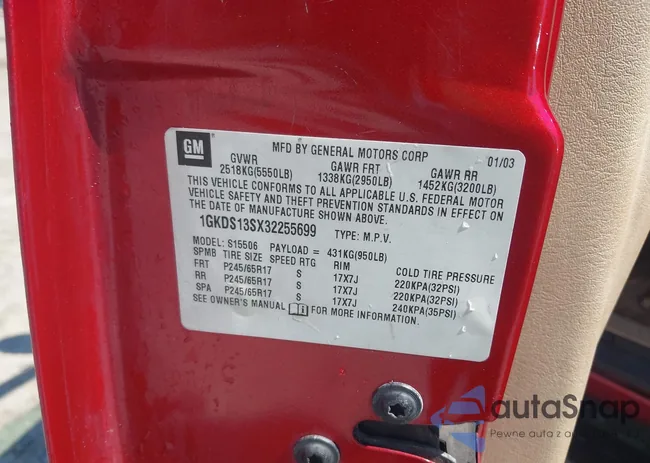 GM MFD BY GENERAL MOTORS CORP 01/03
GVWR GAWR FRT GAWR RR
2518KG(5550LB) 1338KG(2950LB) 1452KG(3200LB)
THIS VEHICLE CONFORMS TO ALL APPLICABLE U.S. FEDERAL MOTOR
VEHICLE SAFETY AND THEFT PREVENTION STANDARDS IN EFFECT ON
THE DATE OF MANUFACTURE SHOWN ABOVE.
1GKDS13SX32255699 TYPE: M.P.V.
MODEL: S15506 PAYLOAD = 431KG(950LB)
SPMB TIRE SIZE SPEED RTG RIM COLD TIRE PRESSURE
FRT P245/65R17 S 17X7J 220KPA(32PSI)
RR P245/65R17 S 17X7J 220KPA(32PSI)
SPA P245/65R17 S 17X7J 240KPA(35PSI)
SEE OWNER'S MANUAL FOR MORE INFORMATION.
autaSnap
Pewne auta z a